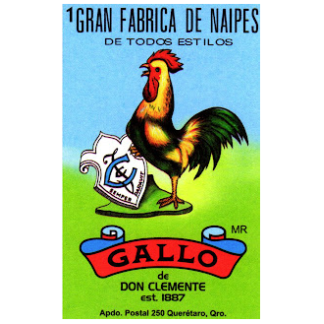 1 GRAN FABRICA DE NAIPES
DE TODOS ESTILOS
SEMPER
MR
GALLO
de
DON CLEMENTE
est. 1887
Apdo. Postal 250 Querétaro, Qro.